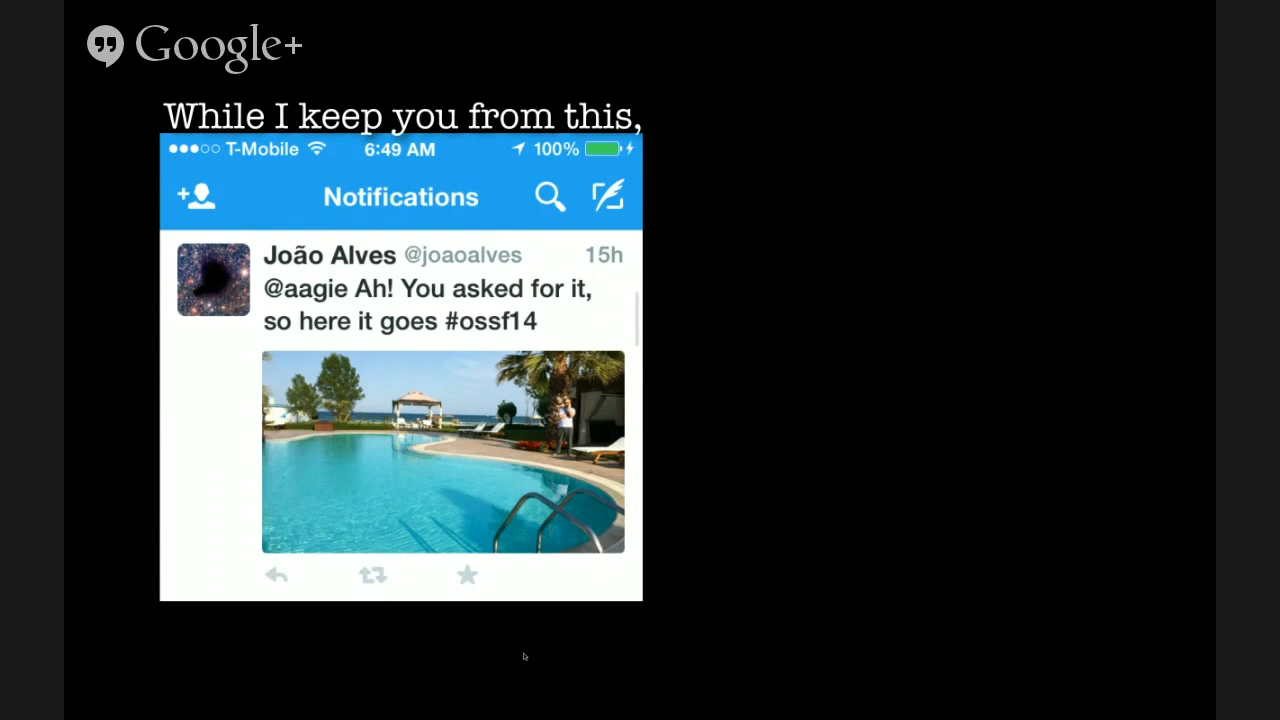 Google+
While I keep you from this,
T-Mobile 6:49 AM 100%
Notifications
João Alves @joaoalves 15h
@aagie Ah! You asked for it,
so here it goes #ossf14